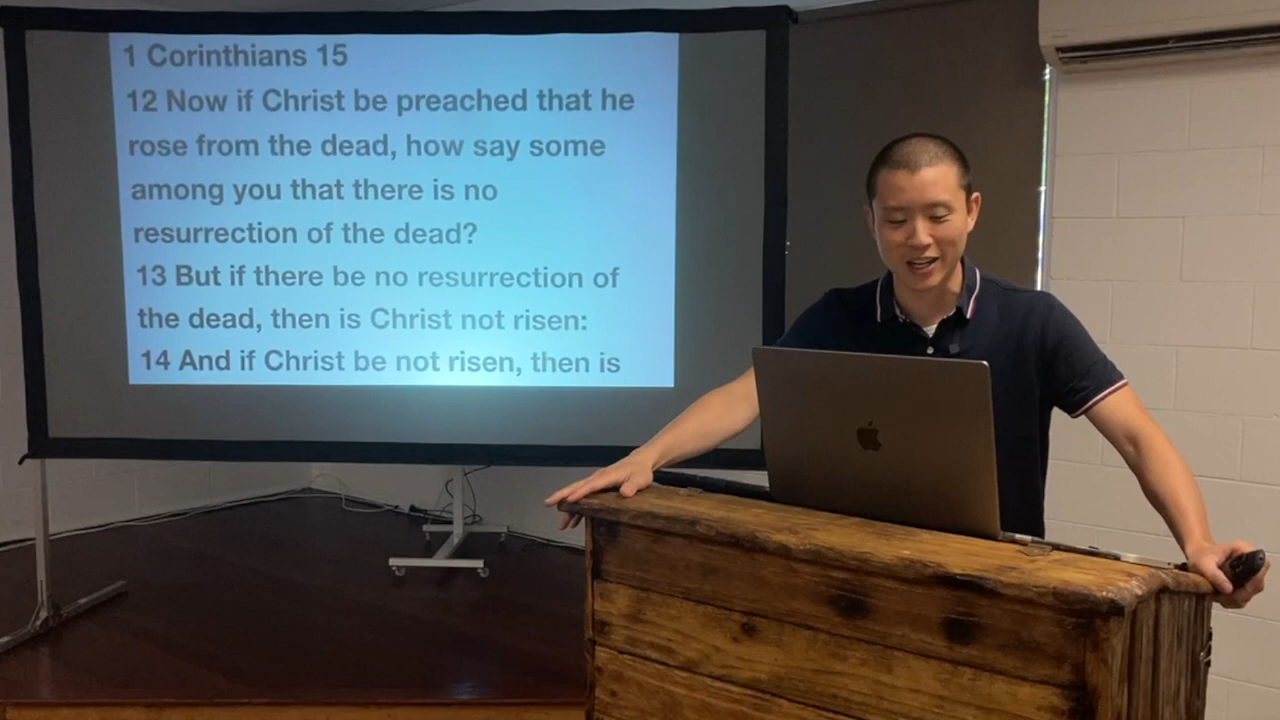 1 Corinthians 15
12 Now if Christ be preached that he
rose from the dead, how say some
among you that there is no
resurrection of the dead?
13 But if there be no resurrection of
the dead, then is Christ not risen:
14 And if Christ be not risen, then is